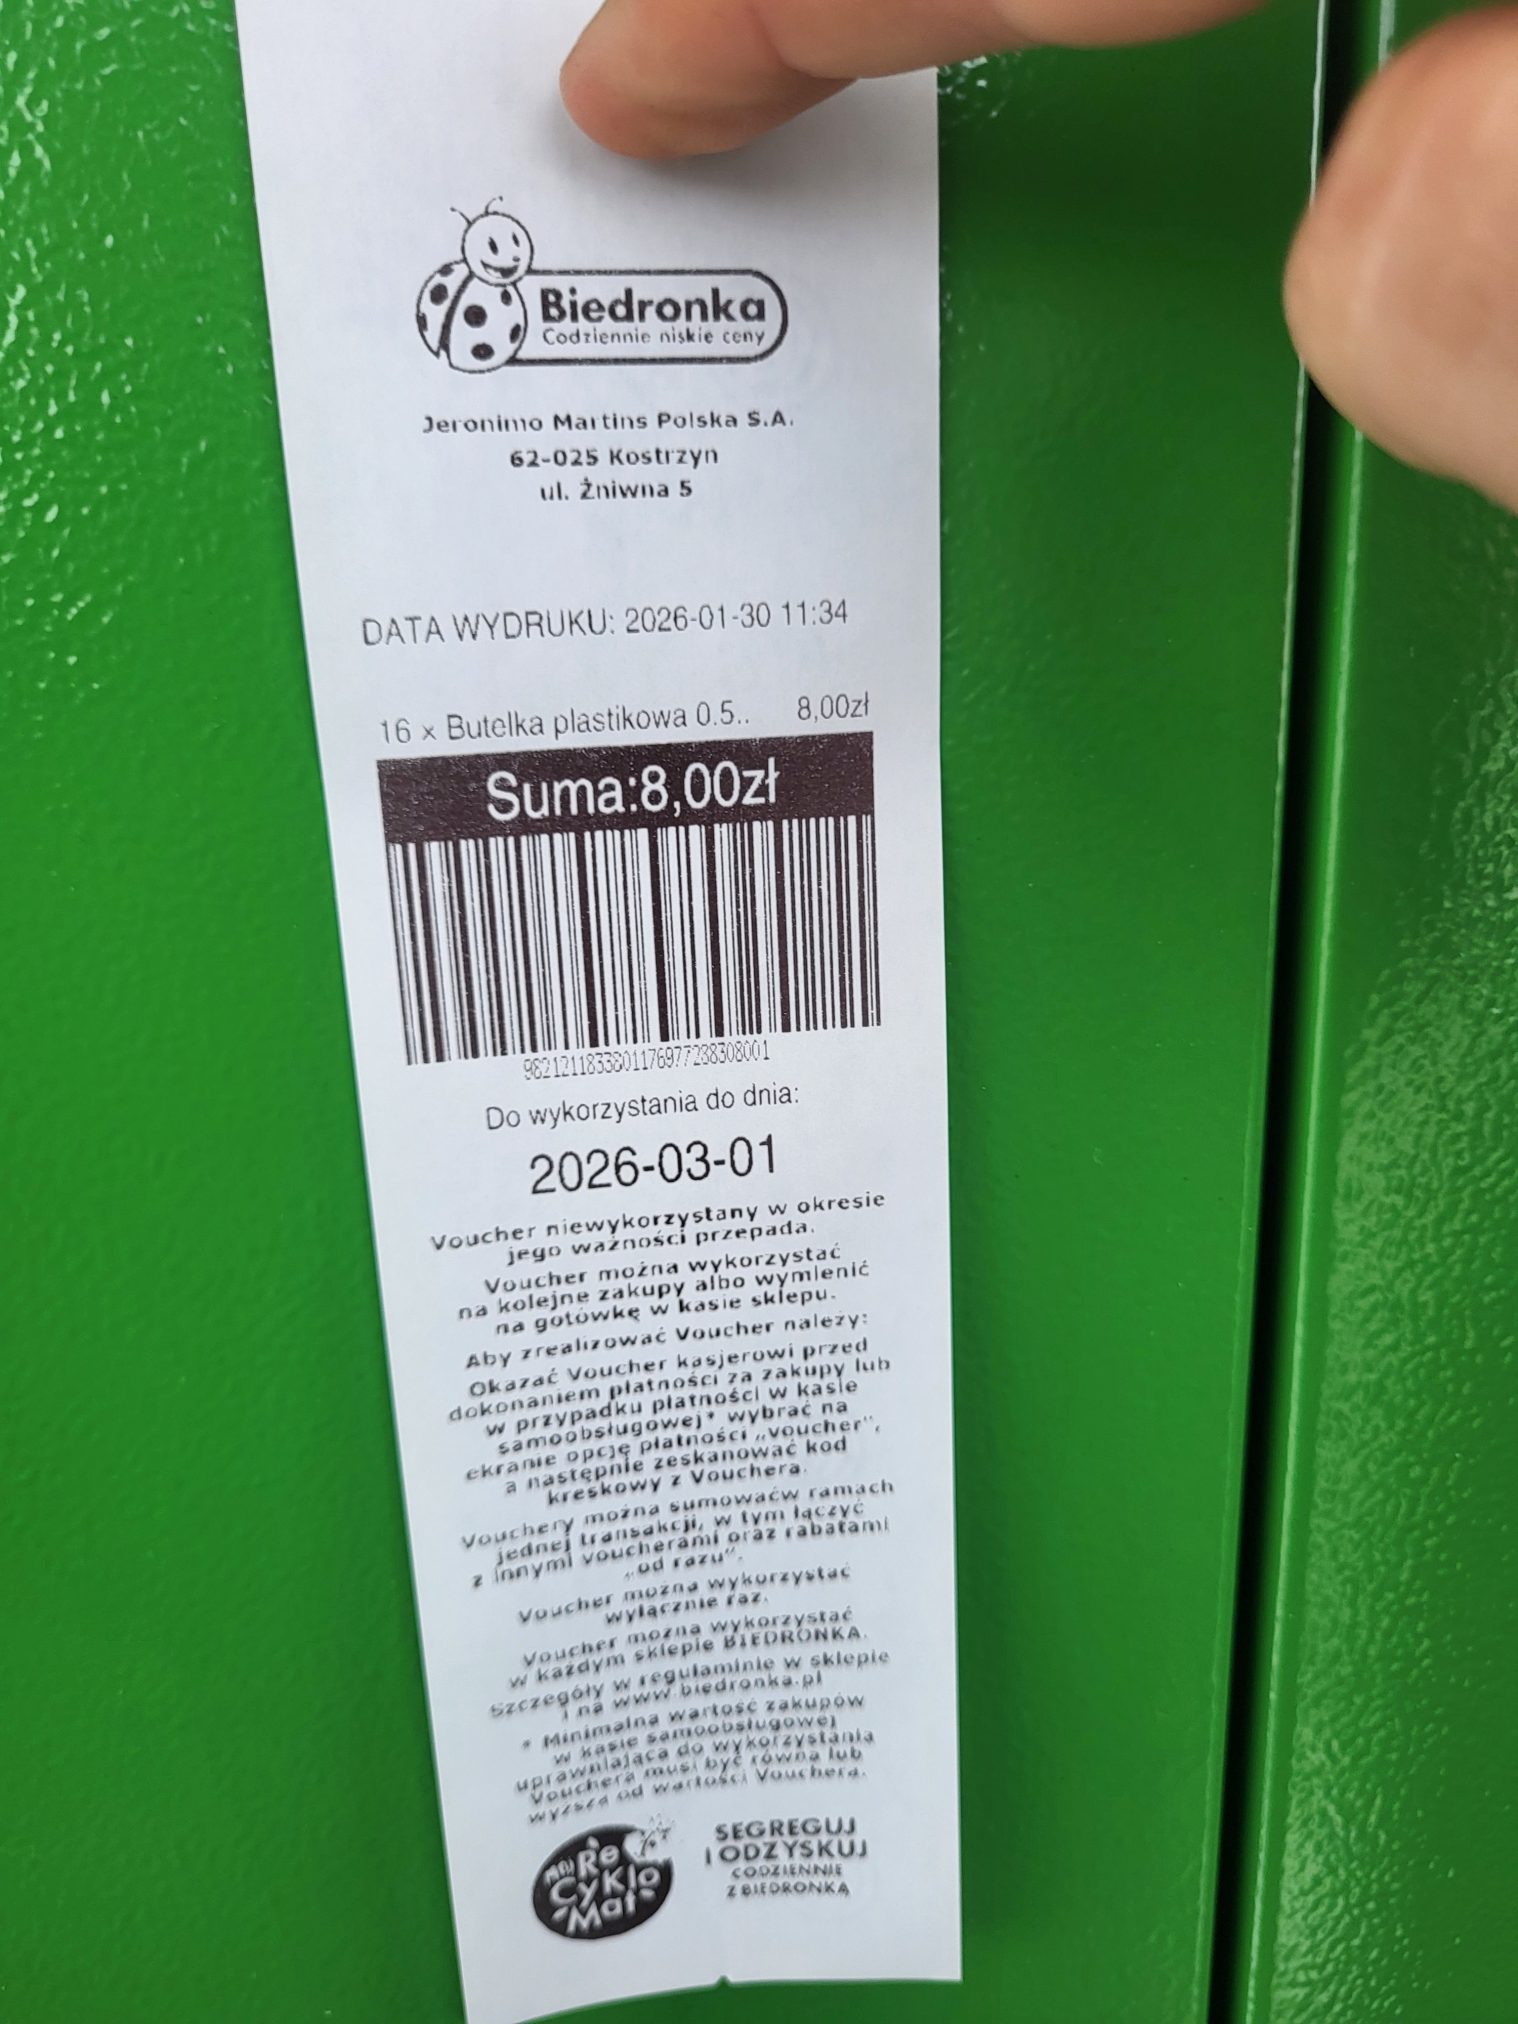 Biedronka
Codziennie niskie ceny
Jeronimo Martins Polska S.A.
62-025 Kostrzyn
ul. Żniwna 5
DATA WYDRUKU: 2026-01-30 11:34
16 × Butelka plastikowa 0.5.. 8,00zł
Suma:8,00zł
98212118338011769772383080​01
Do wykorzystania do dnia:
2026-03-01
Voucher niewykorzystany w okresie
jego ważności przepada.
Voucher można wykorzystać
na kolejne zakupy albo wymienić
na gotówkę w kasie sklepu.
Aby zrealizować Voucher należy:
Okazać Voucher kasjerowi przed
dokonaniem płatności za zakupy lub
w przypadku płatności w kasie
samoobsługowej* wybrać na
ekranie opcję płatności „voucher",
a następnie zeskanować kod
kreskowy z Vouchera.
Vouchery można sumowaćw ramach
jednej transakcji, w tym łączyć
z innymi voucherami oraz rabatami
„od razu".
Voucher można wykorzystać
wyłącznie raz.
Voucher można wykorzystać
w każdym sklepie BIEDRONKA.
Szczegóły w regulaminie w sklepie
i na www.biedronka.pl
* Minimalna wartość zakupów
w kasie samoobsługowej
uprawniająca do wykorzystania
Vouchera musi być równa lub
wyższa od wartości Vouchera.
MÓJ
Re
Cyklo
Mat
SEGREGUJ
I ODZYSKUJ
CODZIENNIE
Z BIEDRONKĄ